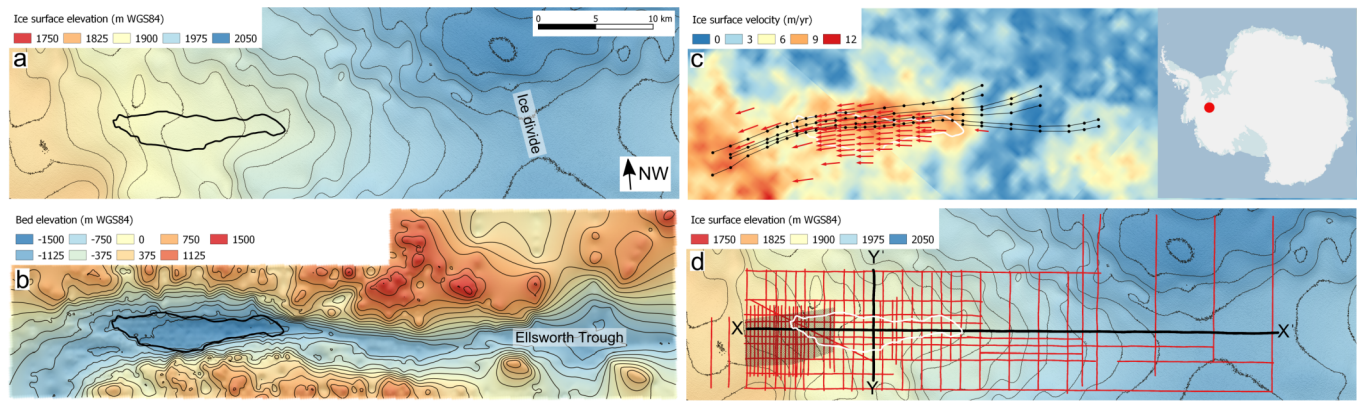 Ice surface elevation (m WGS84)
1750 1825 1900 1975 2050
a
0 5 10 km
Ice divide
NW
Bed elevation (m WGS84)
-1500 -750 0 750 1500
-1125 -375 375 1125
b
Ellsworth Trough
Ice surface velocity (m/yr)
0 3 6 9 12
c
Ice surface elevation (m WGS84)
1750 1825 1900 1975 2050
d
Y'
X X'
Y